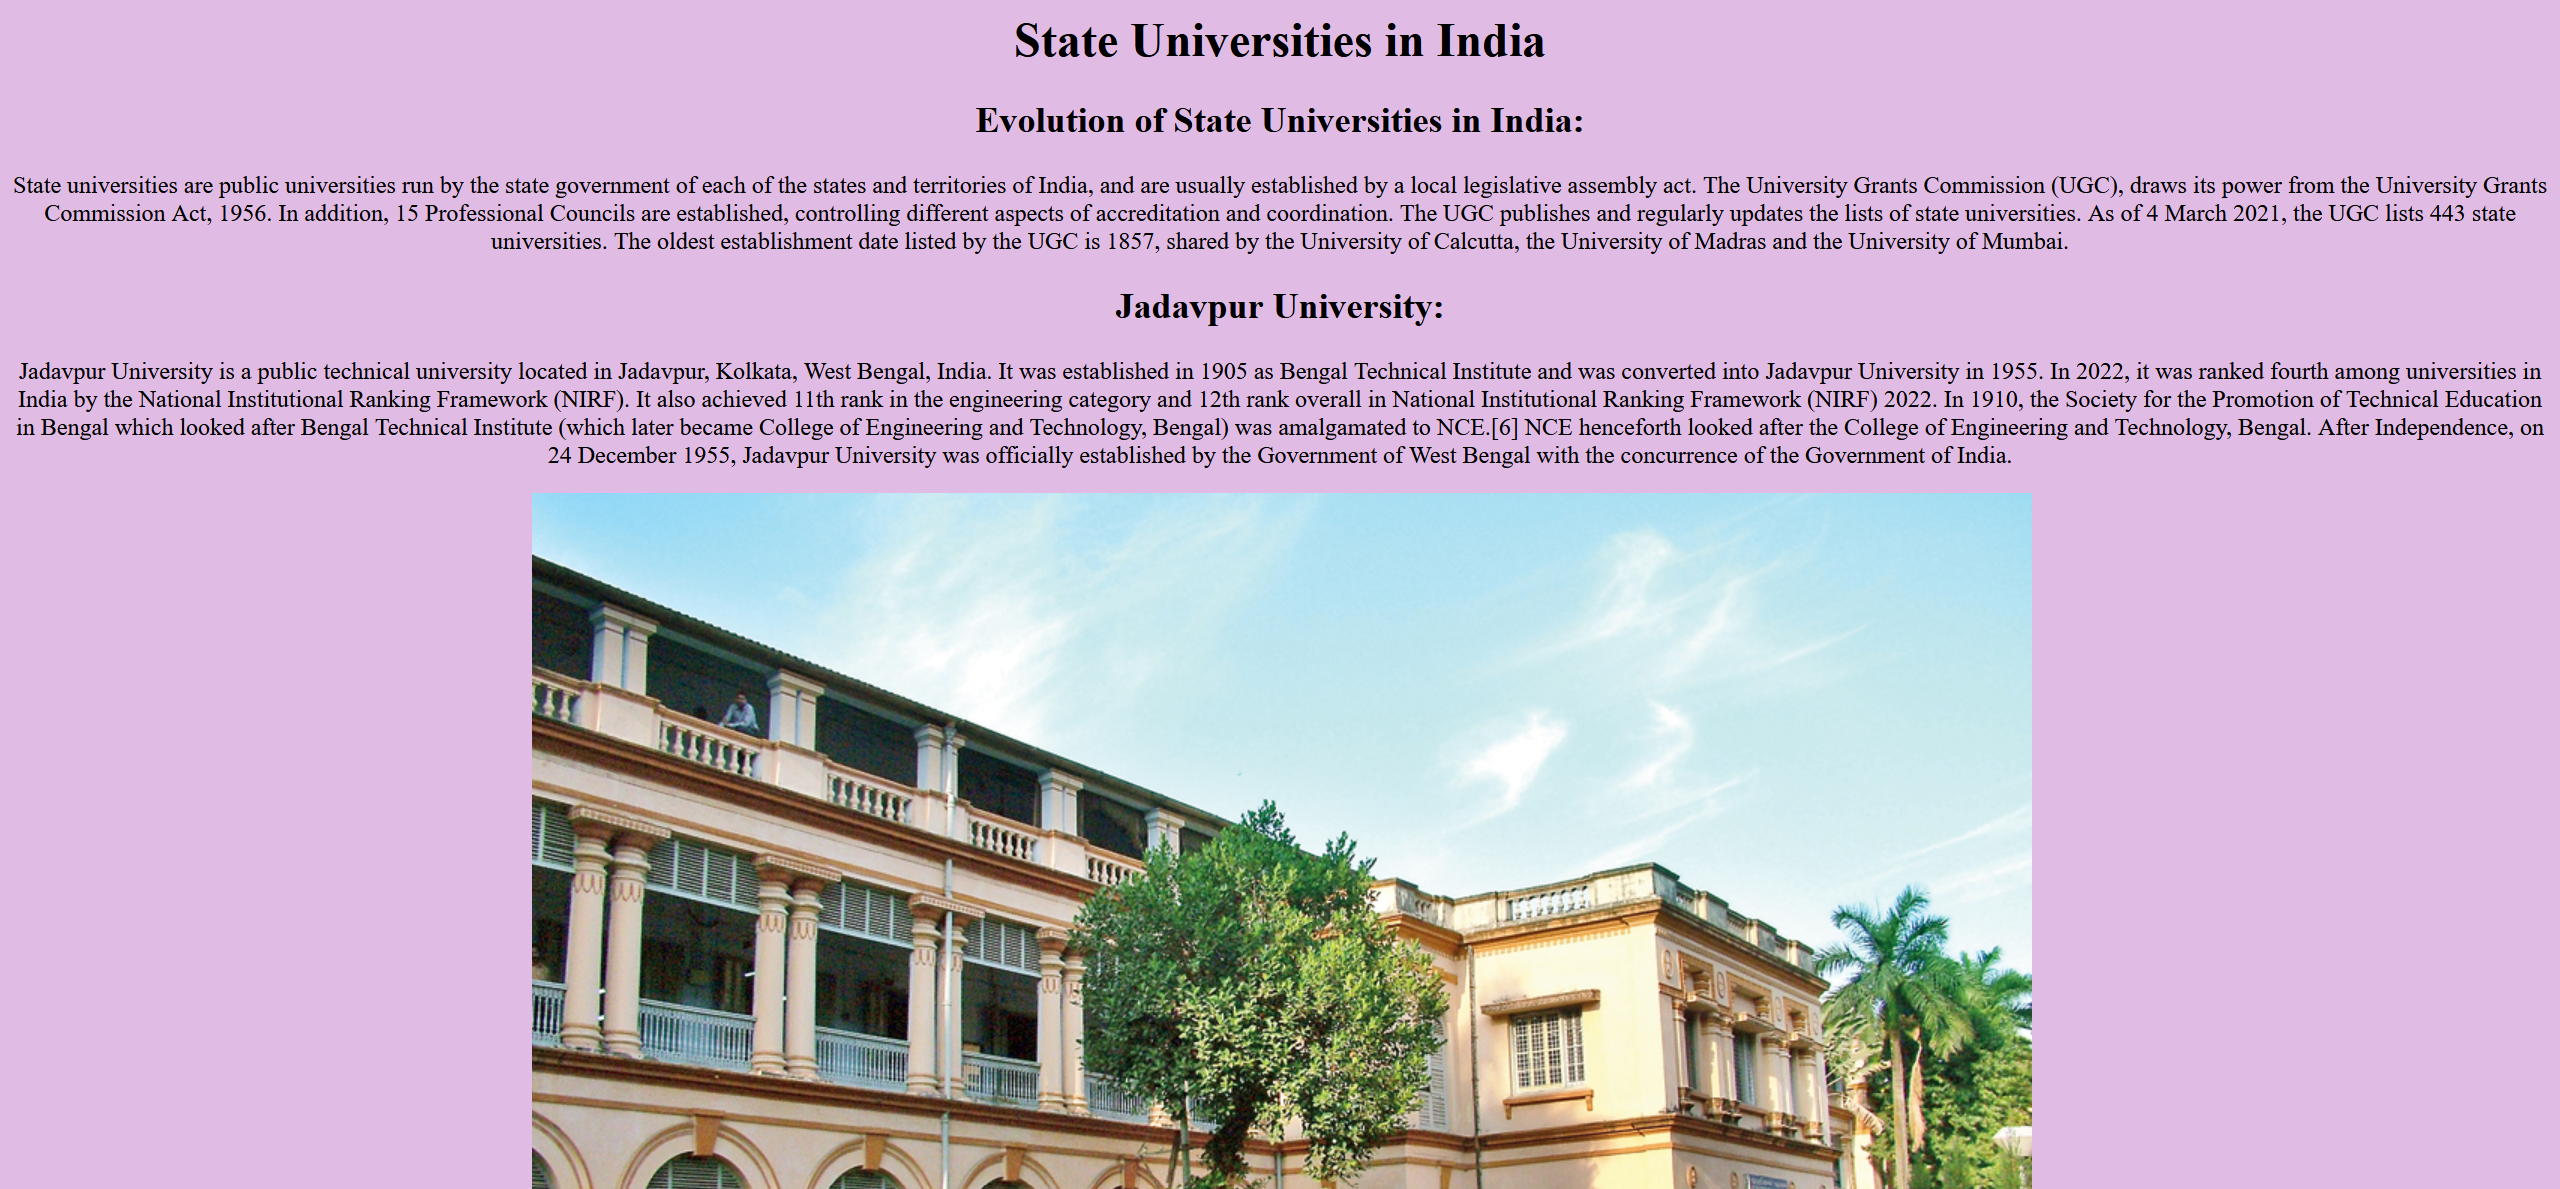 State Universities in India
Evolution of State Universities in India:
State universities are public universities run by the state government of each of the states and territories of India, and are usually established by a local legislative assembly act. The University Grants Commission (UGC), draws its power from the University Grants
Commission Act, 1956. In addition, 15 Professional Councils are established, controlling different aspects of accreditation and coordination. The UGC publishes and regularly updates the lists of state universities. As of 4 March 2021, the UGC lists 443 state
universities. The oldest establishment date listed by the UGC is 1857, shared by the University of Calcutta, the University of Madras and the University of Mumbai.
Jadavpur University:
Jadavpur University is a public technical university located in Jadavpur, Kolkata, West Bengal, India. It was established in 1905 as Bengal Technical Institute and was converted into Jadavpur University in 1955. In 2022, it was ranked fourth among universities in
India by the National Institutional Ranking Framework (NIRF). It also achieved 11th rank in the engineering category and 12th rank overall in National Institutional Ranking Framework (NIRF) 2022. In 1910, the Society for the Promotion of Technical Education
in Bengal which looked after Bengal Technical Institute (which later became College of Engineering and Technology, Bengal) was amalgamated to NCE.[6] NCE henceforth looked after the College of Engineering and Technology, Bengal. After Independence, on
24 December 1955, Jadavpur University was officially established by the Government of West Bengal with the concurrence of the Government of India.